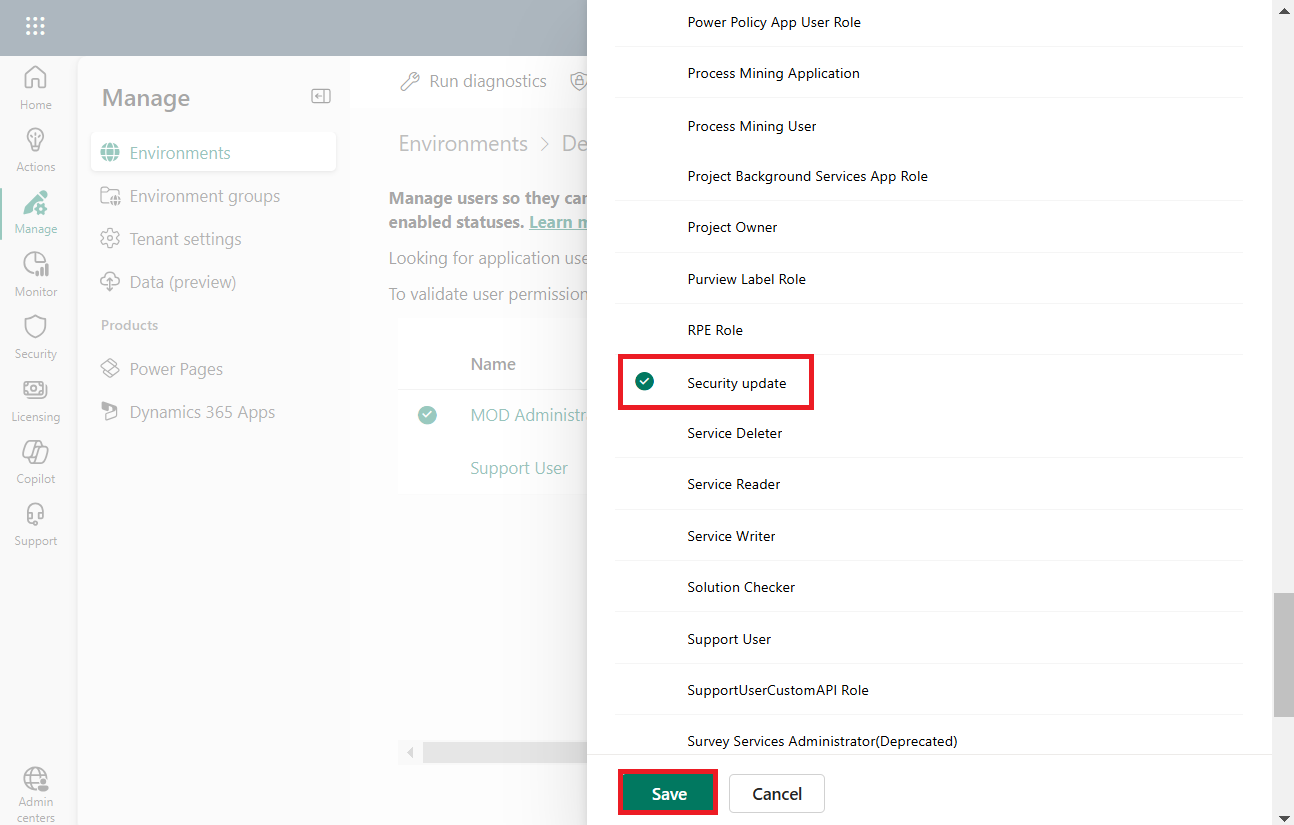 Home
Actions
Manage
Monitor
Security
Licensing
Copilot
Support
Admin
centers
Manage
Environments
Environment groups
Tenant settings
Data (preview)
Products
Power Pages
Dynamics 365 Apps
Run diagnostics
Environments > De
Manage users so they can
enabled statuses. Learn m
Looking for application use
To validate user permission
Name
MOD Administr
Support User
Power Policy App User Role
Process Mining Application
Process Mining User
Project Background Services App Role
Project Owner
Purview Label Role
RPE Role
Security update
Service Deleter
Service Reader
Service Writer
Solution Checker
Support User
SupportUserCustomAPI Role
Survey Services Administrator(Deprecated)
Save
Cancel